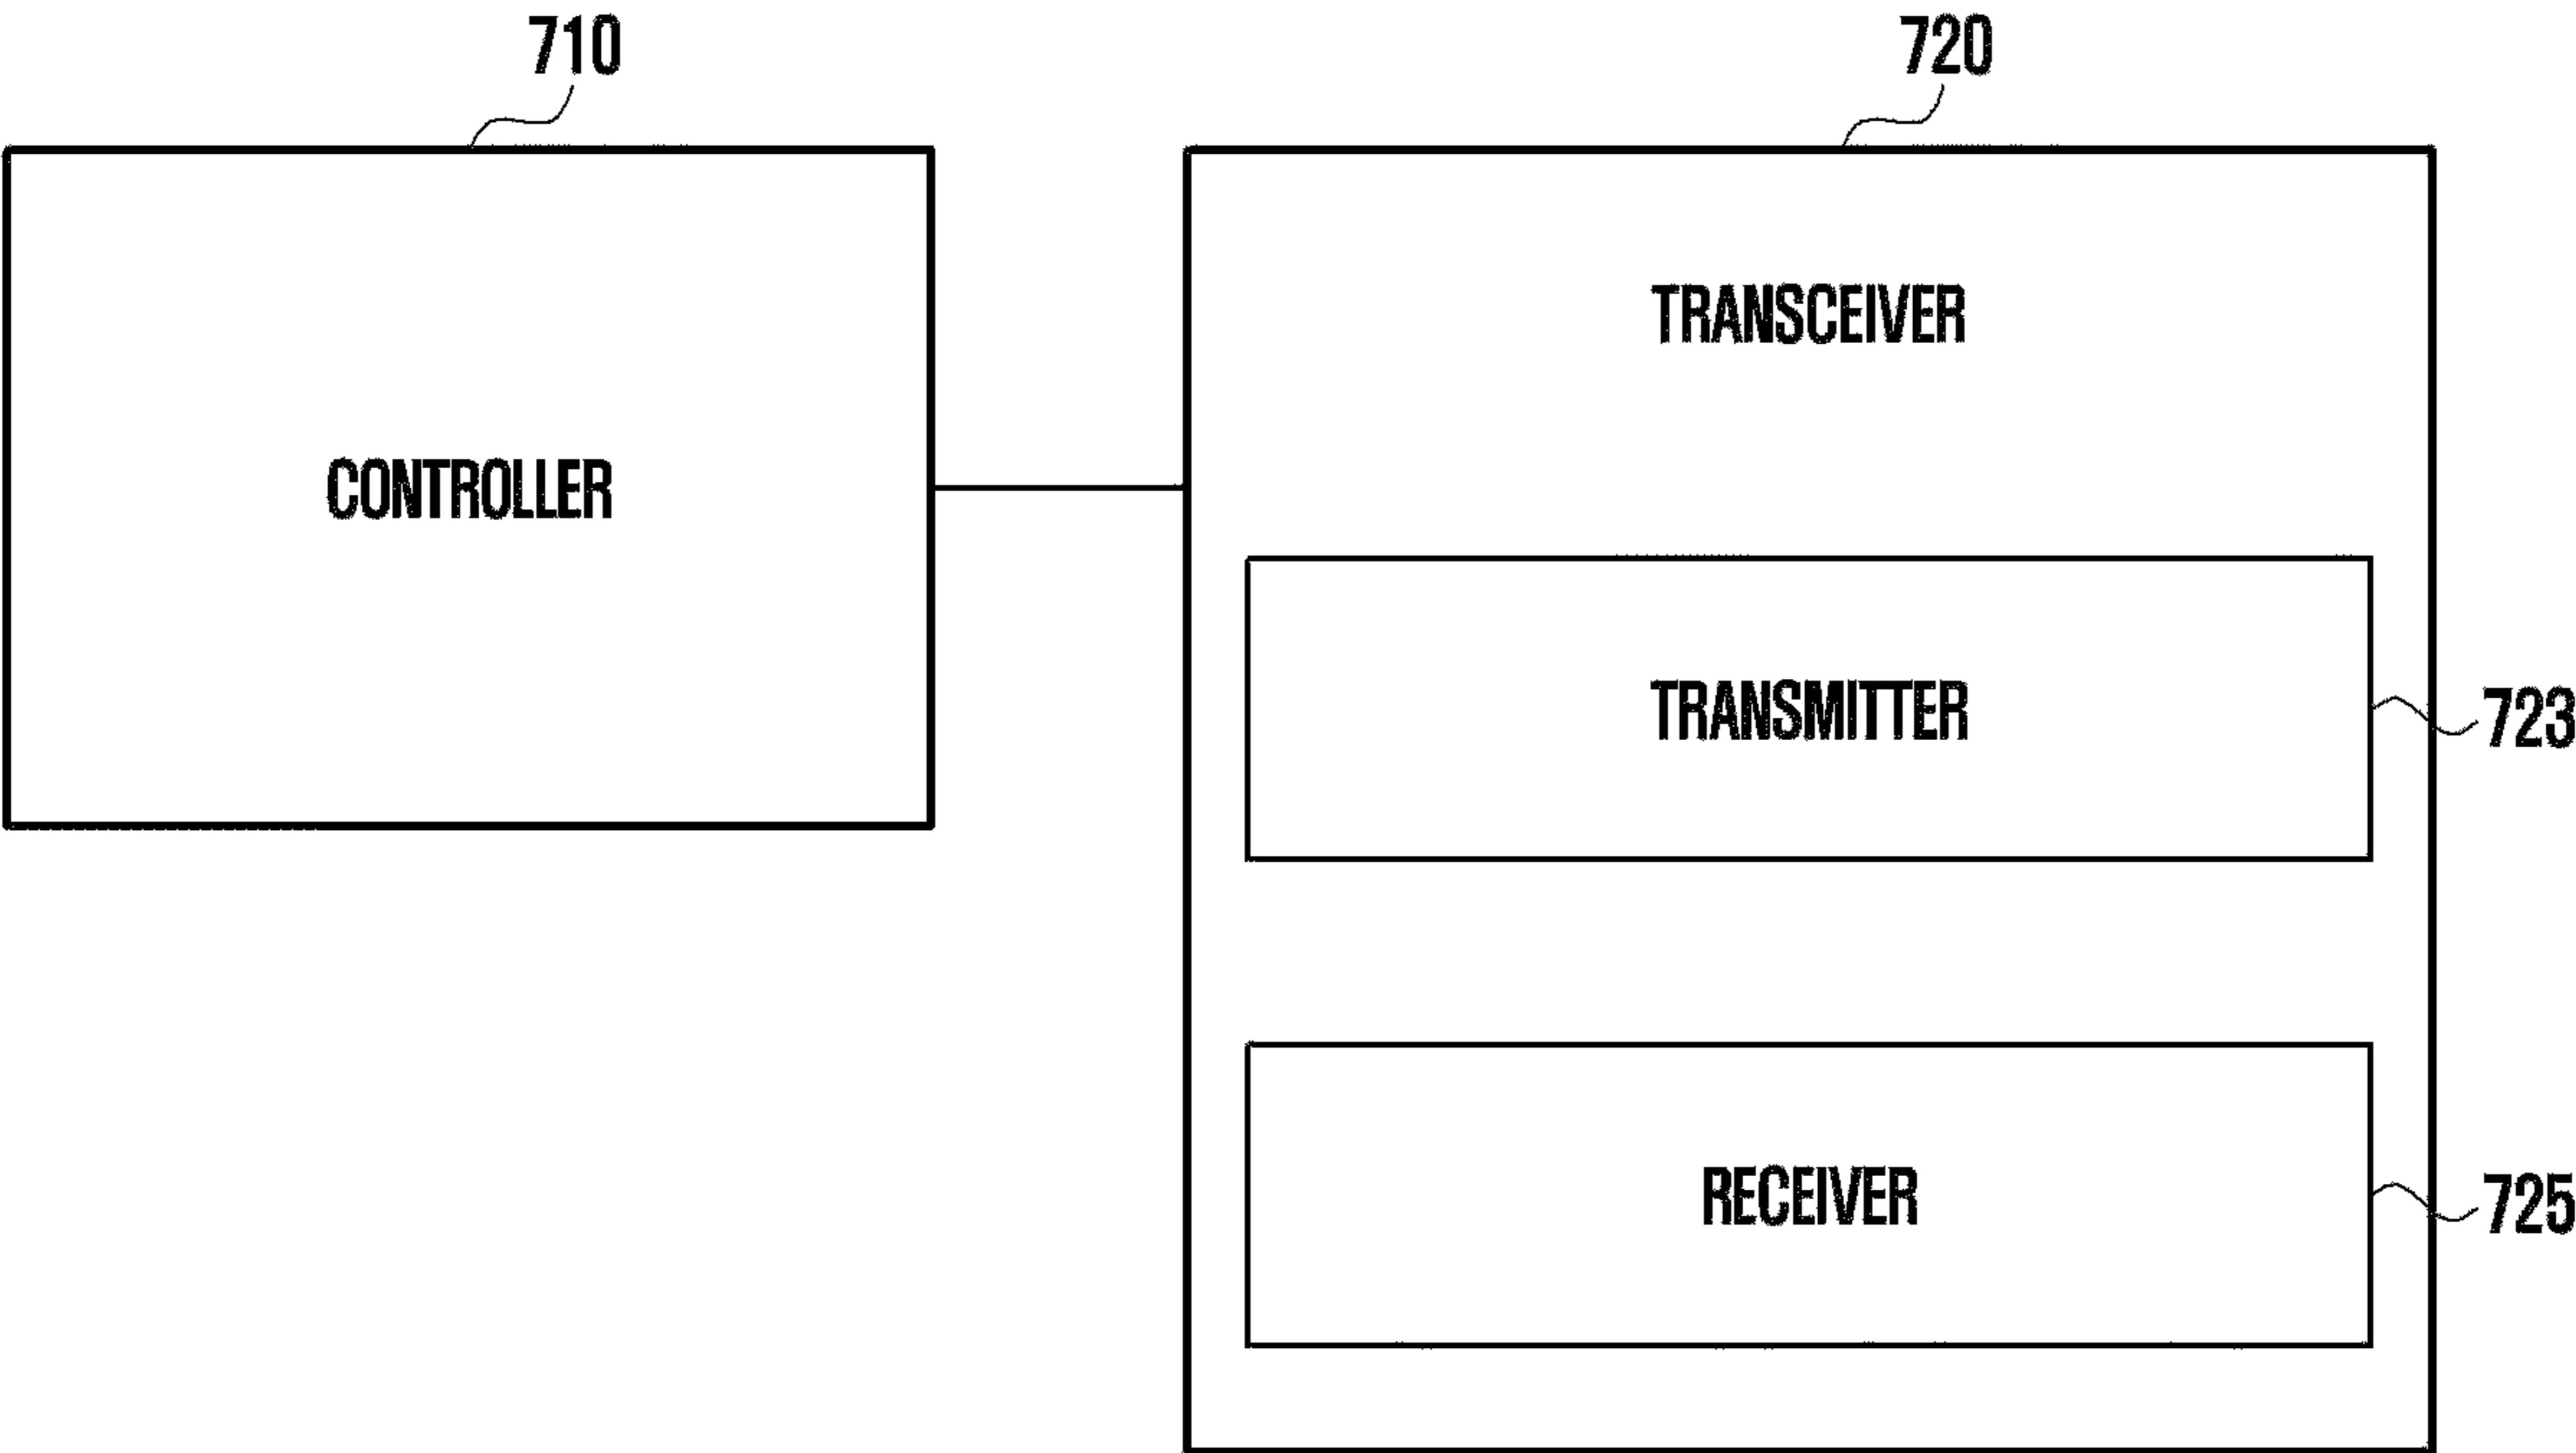 710
720
TRANSCEIVER
CONTROLLER
TRANSMITTER
723
RECEIVER
725